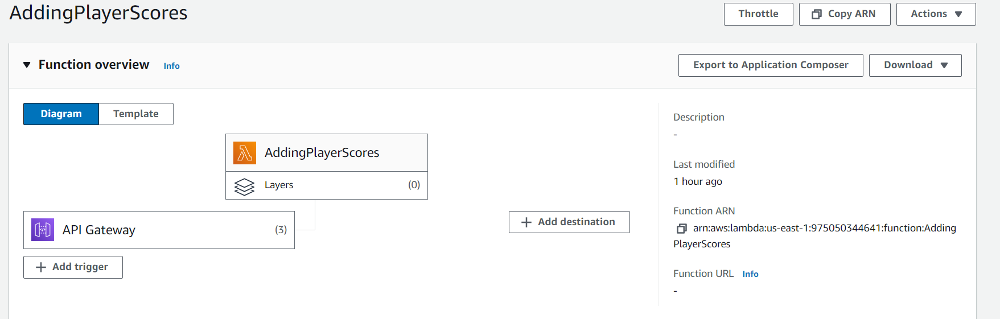 AddingPlayerScores
Throttle
Copy ARN
Actions
Function overview
Info
Export to Application Composer
Download
Diagram
Template
AddingPlayerScores
Layers
(0)
API Gateway
(3)
Add trigger
Add destination
Description
-
Last modified
1 hour ago
Function ARN
arn:aws:lambda:us-east-1:975050344641:function:Adding
PlayerScores
Function URL
Info
-